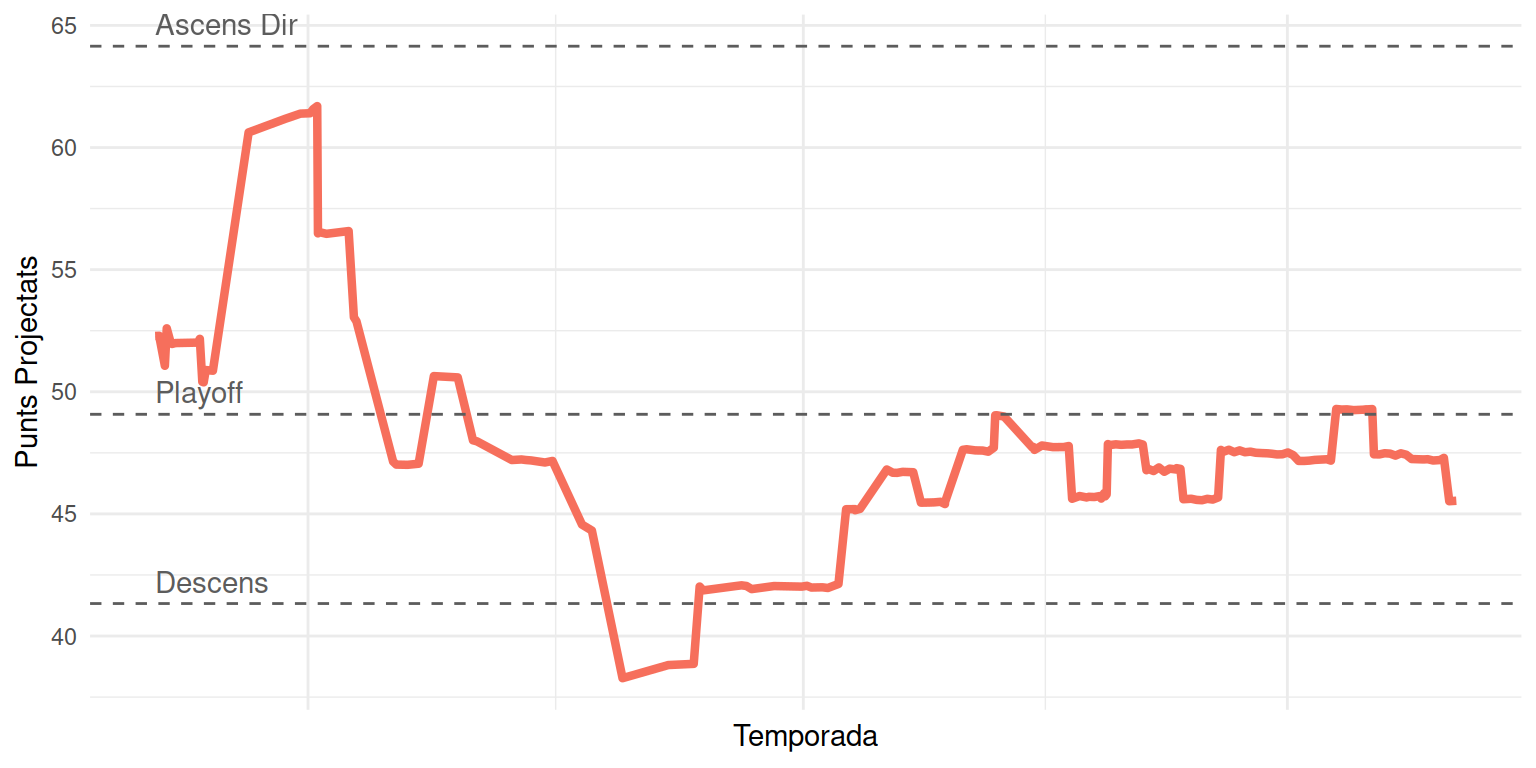 65
Ascens Dir
60
55
50
Playoff
45
Descens
40
Punts Projectats
Temporada